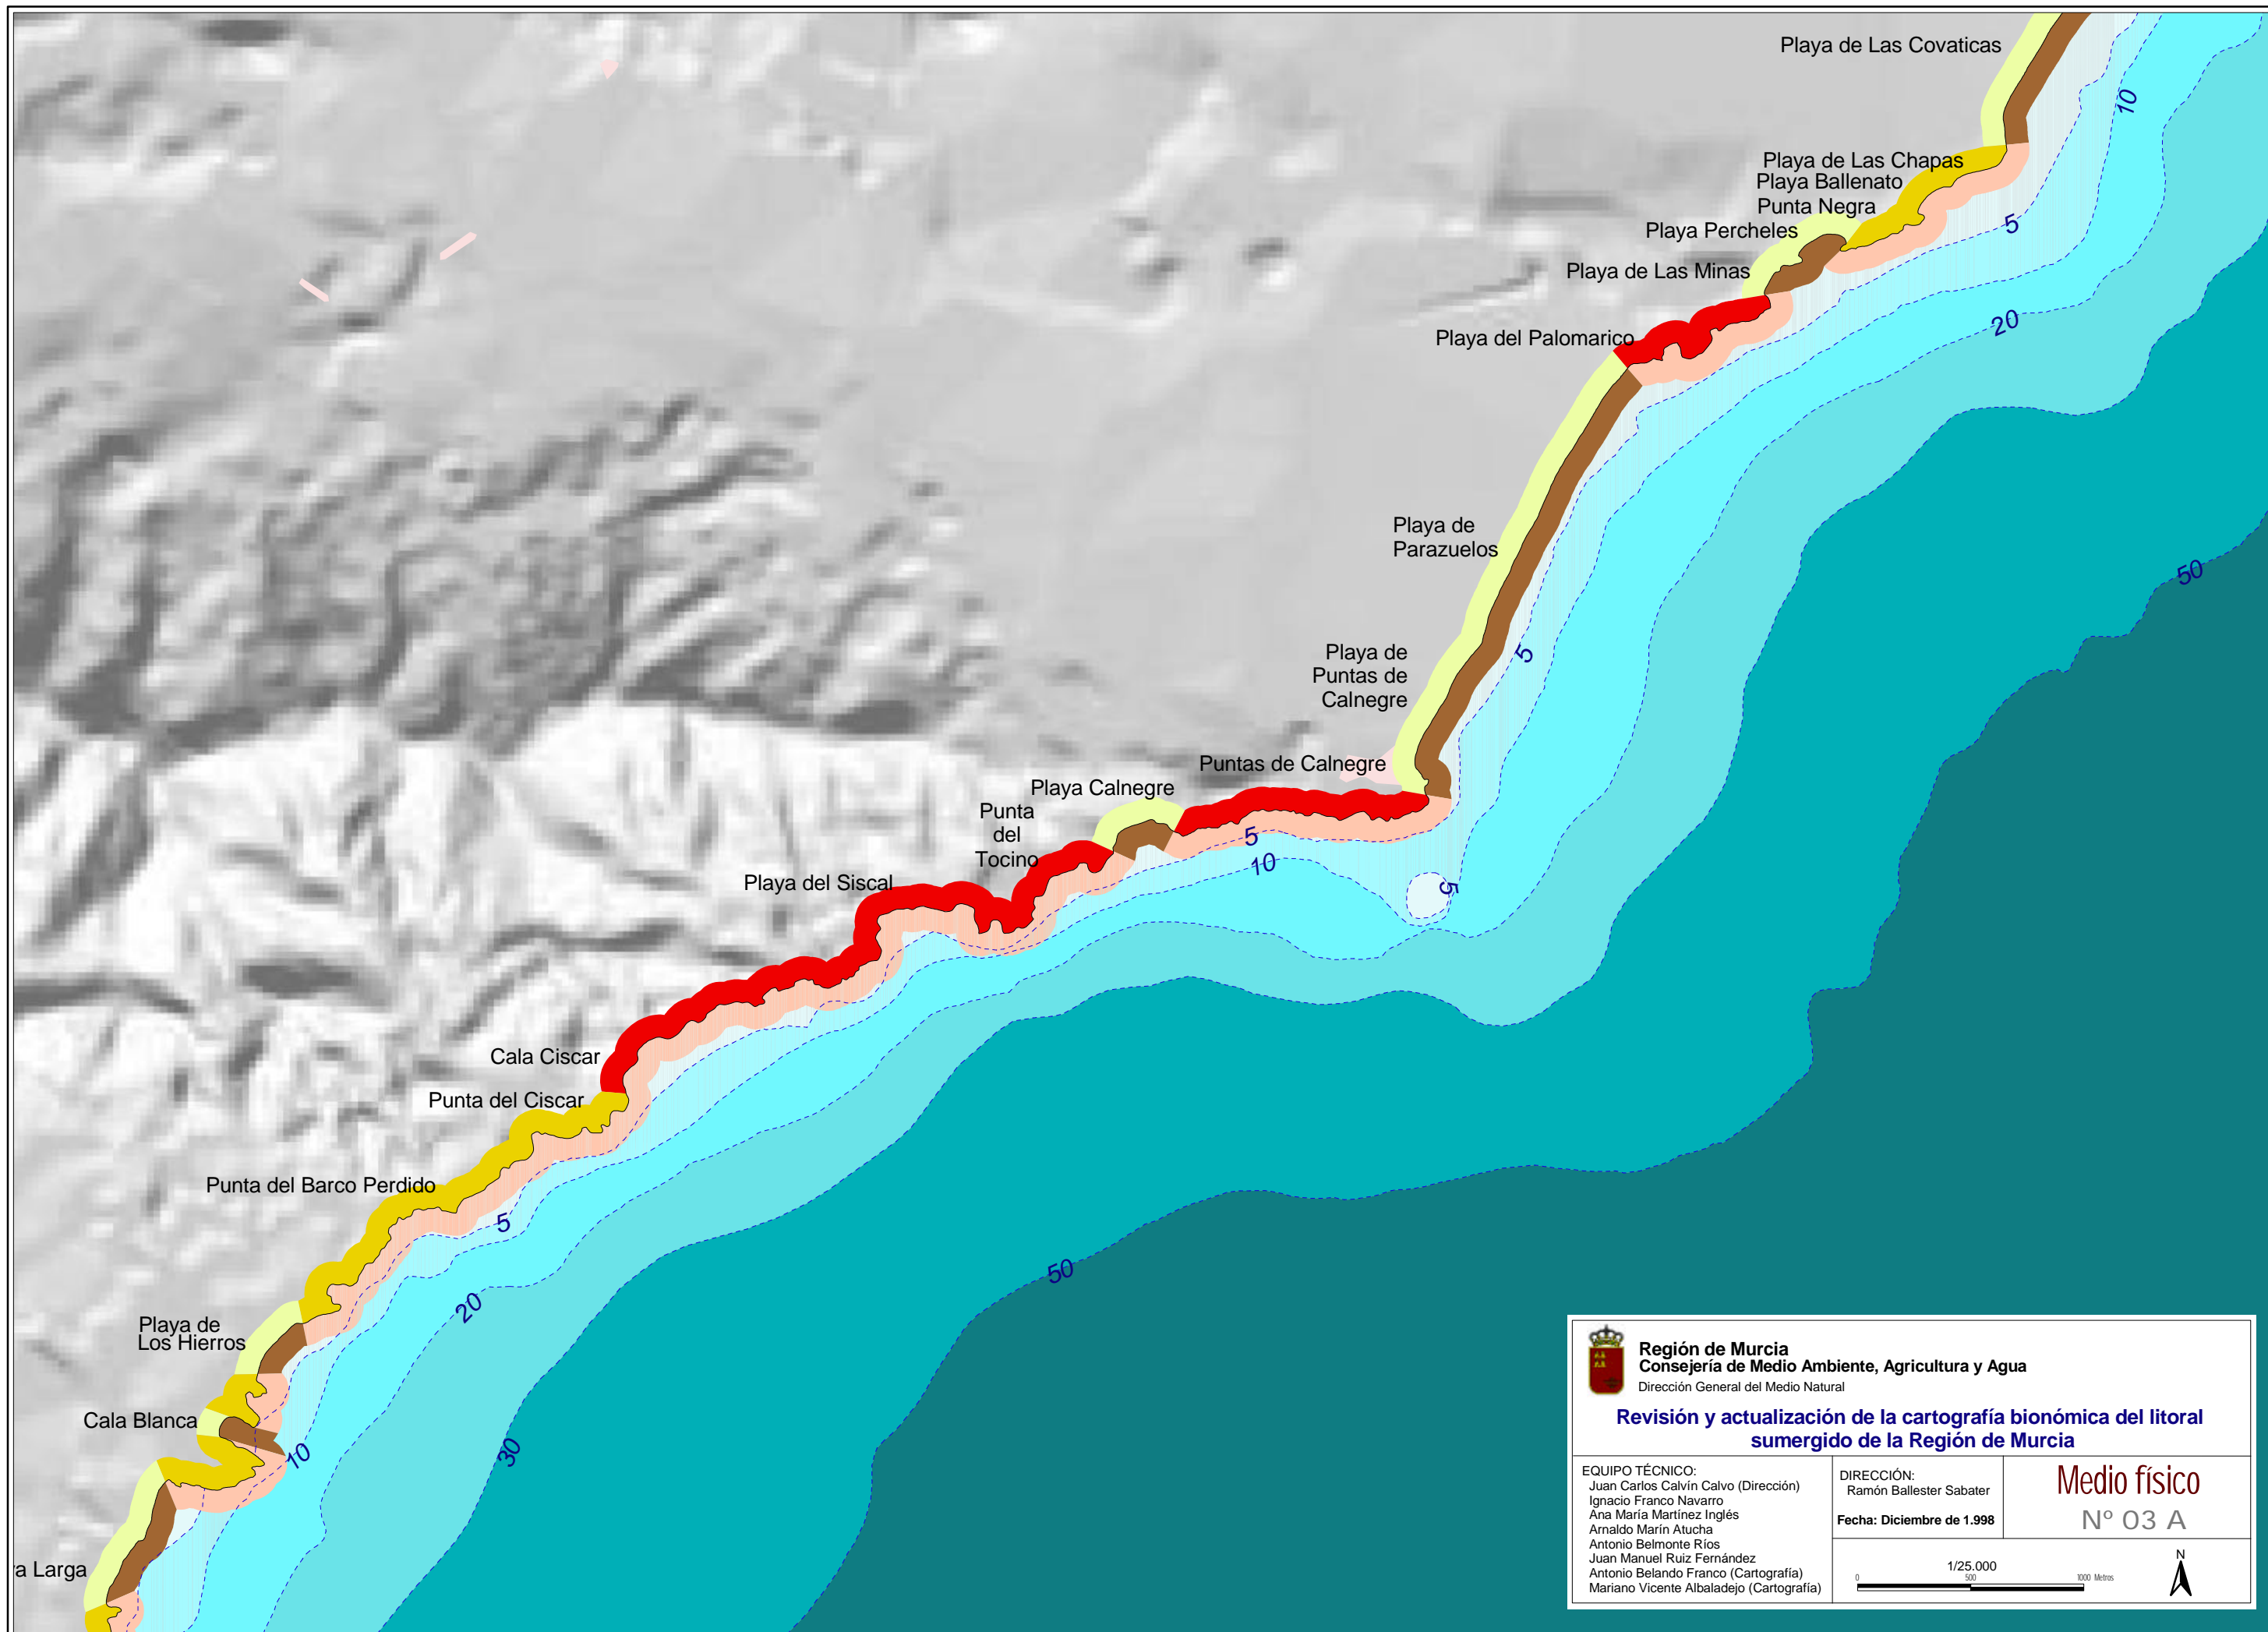 Playa de Las Covaticas
10
Playa de Las Chapas
Playa Ballenato
Punta Negra
5
Playa Percheles
Playa de Las Minas
20
Playa del Palomarico
Playa de
Parazuelos
50
Playa de
Puntas de
Calnegre
5
Puntas de Calnegre
Playa Calnegre
Punta
del
Tocino
5
10
5
Playa del Siscal
Cala Ciscar
Punta del Ciscar
Punta del Barco Perdido
5
50
20
Playa de
Los Hierros
Cala Blanca
10
30
a Larga
Región de Murcia
Consejería de Medio Ambiente, Agricultura y Agua
Dirección General del Medio Natural
Revisión y actualización de la cartografía bionómica del litoral
sumergido de la Región de Murcia
EQUIPO TÉCNICO:
Juan Carlos Calvín Calvo (Dirección)
Ignacio Franco Navarro
Ana María Martínez Inglés
Arnaldo Marín Atucha
Antonio Belmonte Ríos
Juan Manuel Ruiz Fernández
Antonio Belando Franco (Cartografía)
Mariano Vicente Albaladejo (Cartografía)
DIRECCIÓN:
Ramón Ballester Sabater
Fecha: Diciembre de 1.998
Medio físico
Nº 03 A
1/25.000
0 500 1000 Metros
N